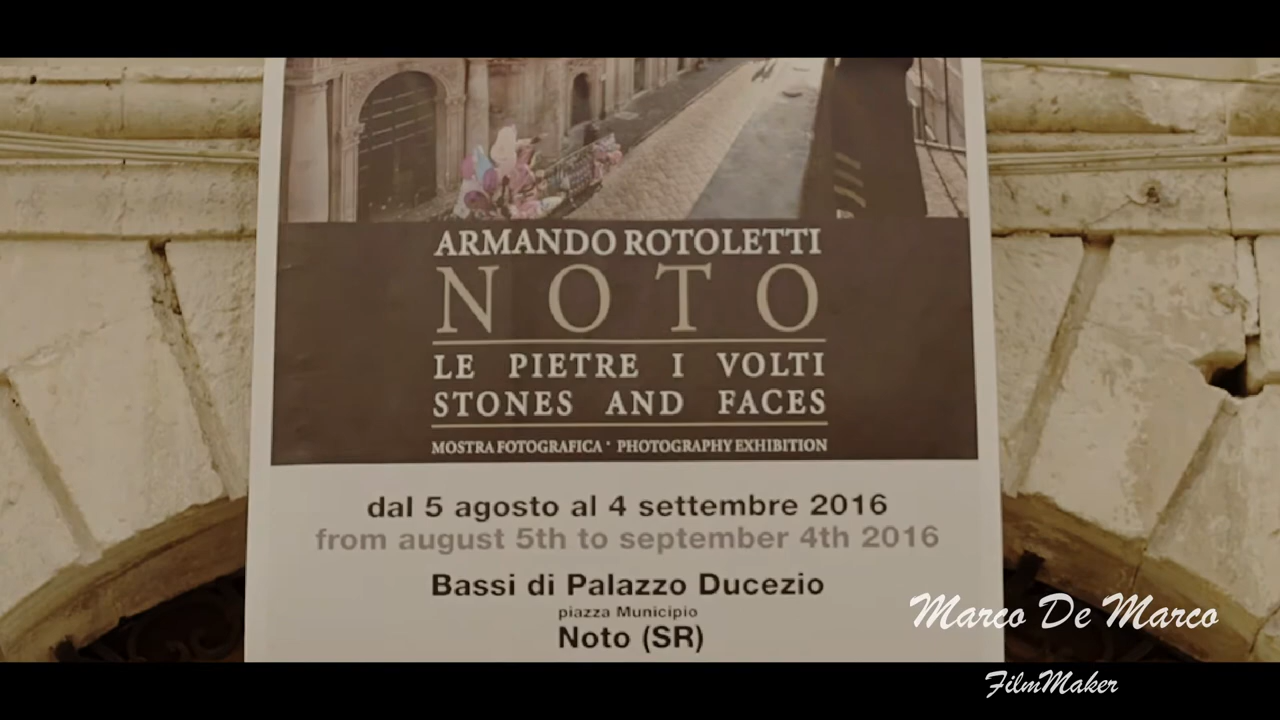 ARMANDO ROTOLETTI
NOTO
LE PIETRE I VOLTI
STONES AND FACES
MOSTRA FOTOGRAFICA · PHOTOGRAPHY EXHIBITION
dal 5 agosto al 4 settembre 2016
from august 5th to september 4th 2016
Bassi di Palazzo Ducezio
piazza Municipio
Noto (SR)
Marco De Marco
FilmMaker